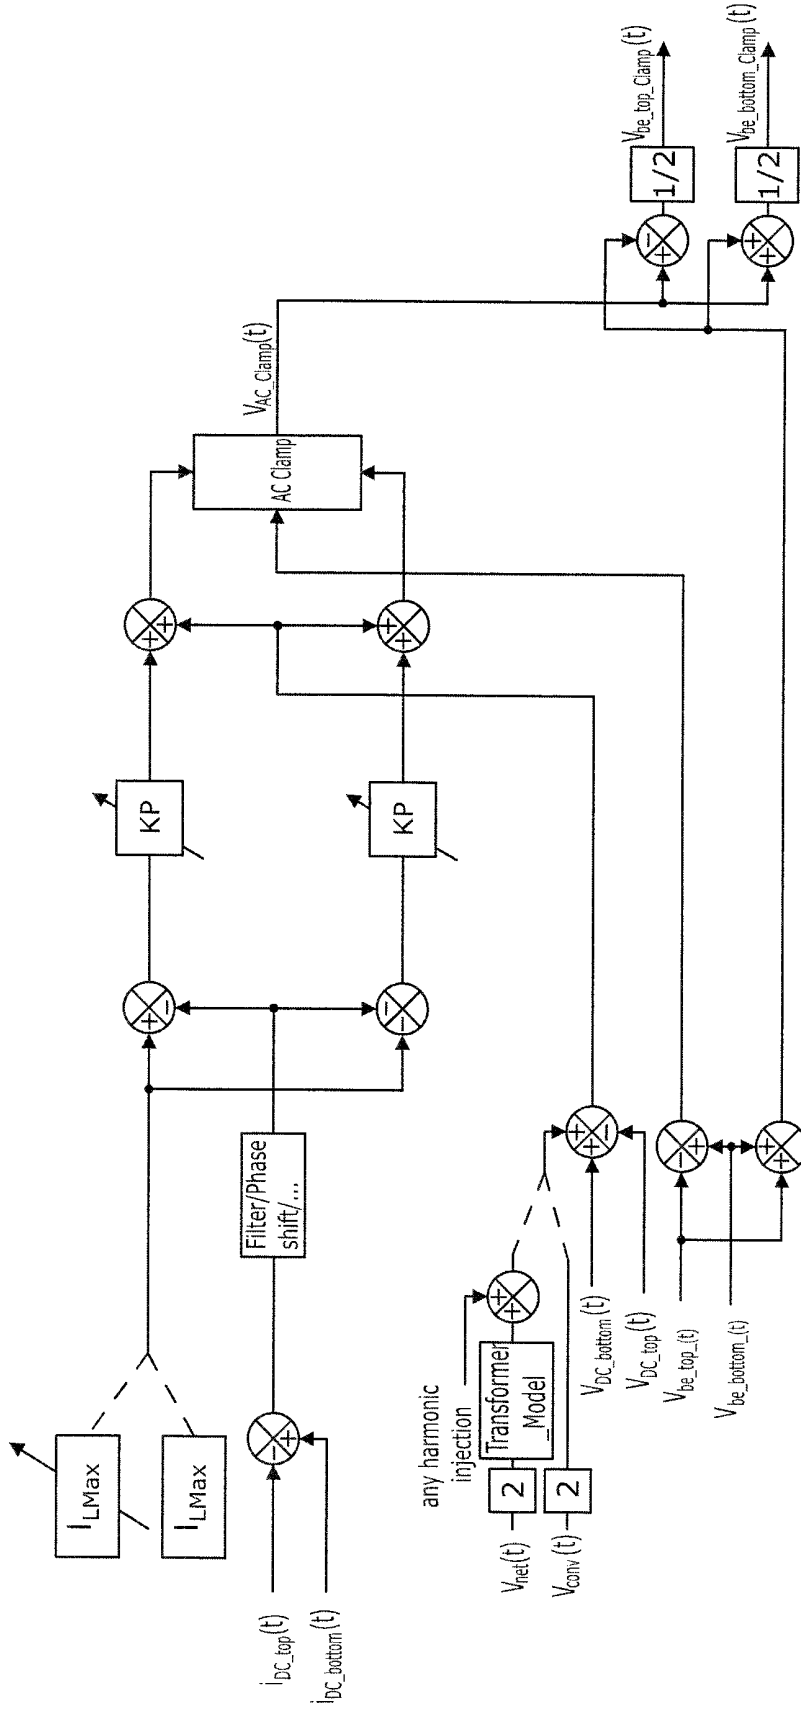 I_LMax
I_LMax
i_DC_top(t)
i_DC_bottom(t)
- +
Filter/Phase
shift/...
+ -
- -
KP
KP
+ +
+ +
AC Clamp
V_AC_Clamp(t)
any harmonic
injection
V_net(t)
V_conv(t)
2
2
Transformer
_Model
+ +
V_DC_bottom(t)
V_DC_top(t)
V_be_top_(t)
V_be_bottom_(t)
+ + -
- +
+ +
- +
+ +
1/2
1/2
V_be_top_Clamp(t)
V_be_bottom_Clamp(t)